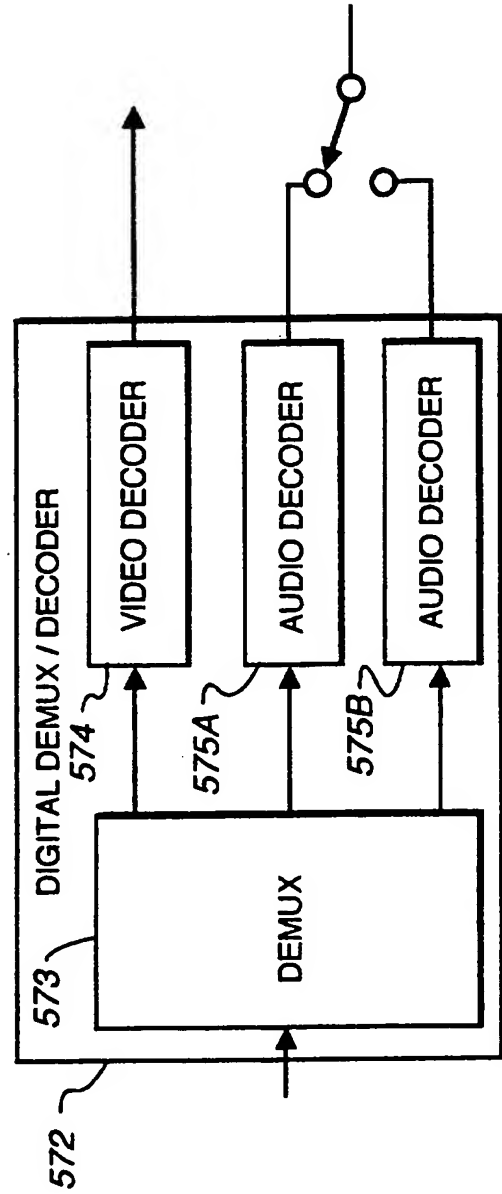 DIGITAL DEMUX / DECODER
572
573
DEMUX
574
VIDEO DECODER
575A
AUDIO DECODER
575B
AUDIO DECODER